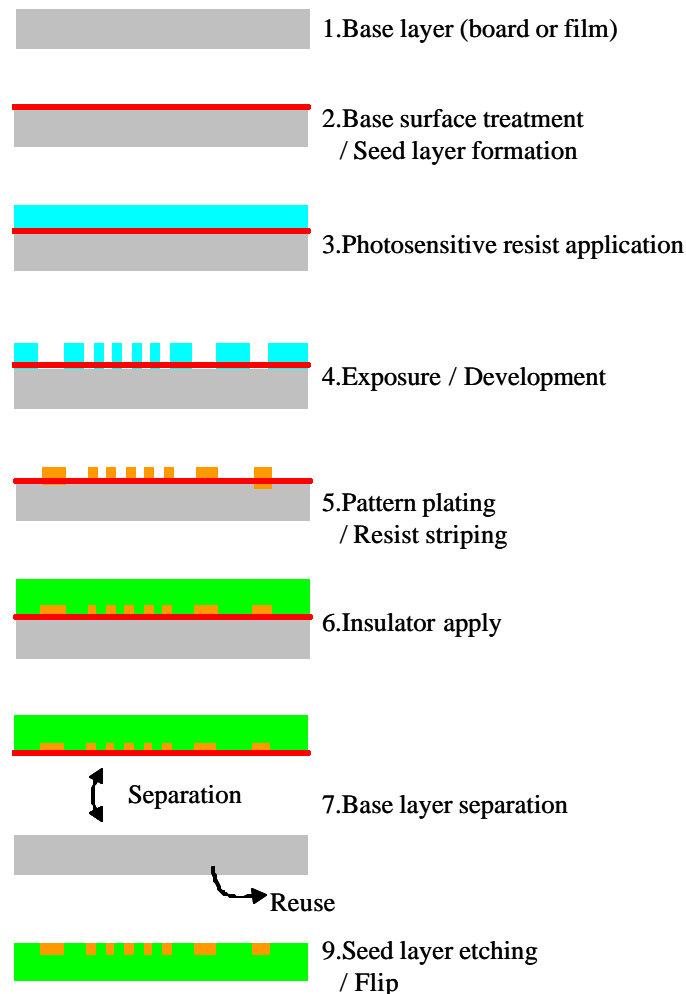 1.Base layer (board or film)
2.Base surface treatment
/ Seed layer formation
3.Photosensitive resist application
4.Exposure / Development
5.Pattern plating
/ Resist striping
6.Insulator apply
Separation
7.Base layer separation
Reuse
9.Seed layer etching
/ Flip